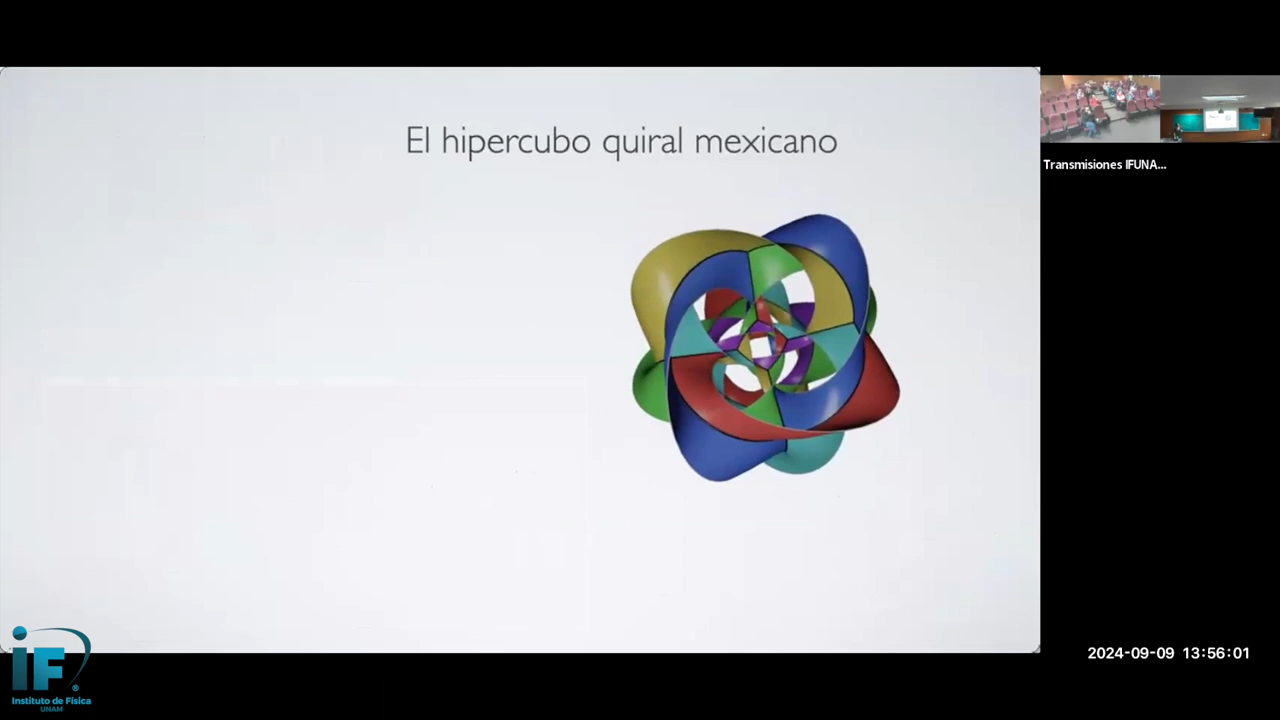 El hipercubo quiral mexicano
Transmisiones IFUNA...
2024-09-09 13:56:01
iF
Instituto de Física
UNAM